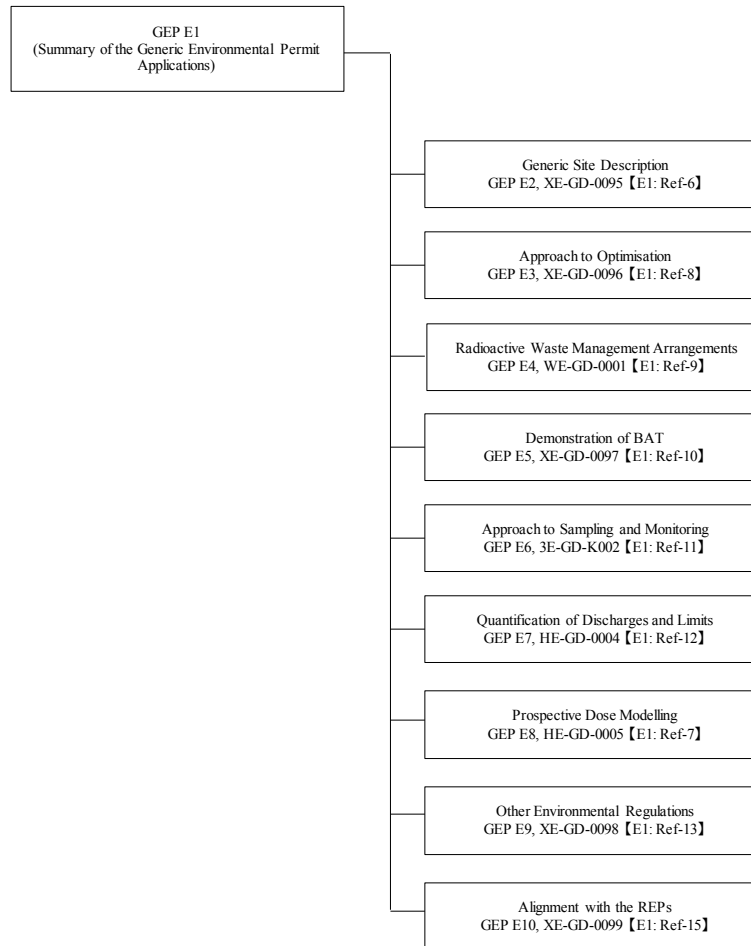 GEP E1
(Summary of the Generic Environmental Permit
Applications)
Generic Site Description
GEP E2, XE-GD-0095【E1: Ref-6】
Approach to Optimisation
GEP E3, XE-GD-0096【E1: Ref-8】
Radioactive Waste Management Arrangements
GEP E4, WE-GD-0001【E1: Ref-9】
Demonstration of BAT
GEP E5, XE-GD-0097【E1: Ref-10】
Approach to Sampling and Monitoring
GEP E6, 3E-GD-K002【E1: Ref-11】
Quantification of Discharges and Limits
GEP E7, HE-GD-0004【E1: Ref-12】
Prospective Dose Modelling
GEP E8, HE-GD-0005【E1: Ref-7】
Other Environmental Regulations
GEP E9, XE-GD-0098【E1: Ref-13】
Alignment with the REPs
GEP E10, XE-GD-0099【E1: Ref-15】